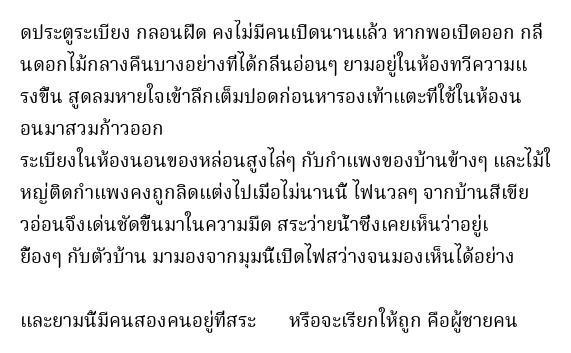 ดประตูระเบียง กลอนฝืด คงไม่มีคนเปิดนานแล้ว หากพอเปิดออก กลี
นดอกไม้กลางคืนบางอย่างที่ได้กลิ่นอ่อนๆ ยามอยู่ในห้องทวีความแ
รงขึ้น สูดลมหายใจเข้าลึกเต็มปอดก่อนหารองเท้าแตะที่ใช้ในห้องน
อนมาสวมก้าวออก
ระเบียงในห้องนอนของหล่อนสูงไล่ๆ กับกำแพงของบ้านข้างๆ และไม้ใ
หญ่ติดกำแพงคงถูกลิดแต่งไปเมื่อไม่นานนี้ ไฟนวลๆ จากบ้านสีเขีย
วอ่อนจึงเด่นชัดขึ้นมาในความมืด สระว่ายน้ำซึ่งเคยเห็นว่าอยู่เ
ยื้องๆ กับตัวบ้าน มามองจากมุมนี้เปิดไฟสว่างจนมองเห็นได้อย่าง
และยามนี้มีคนสองคนอยู่ที่สระ หรือจะเรียกให้ถูก คือผู้ชายคน